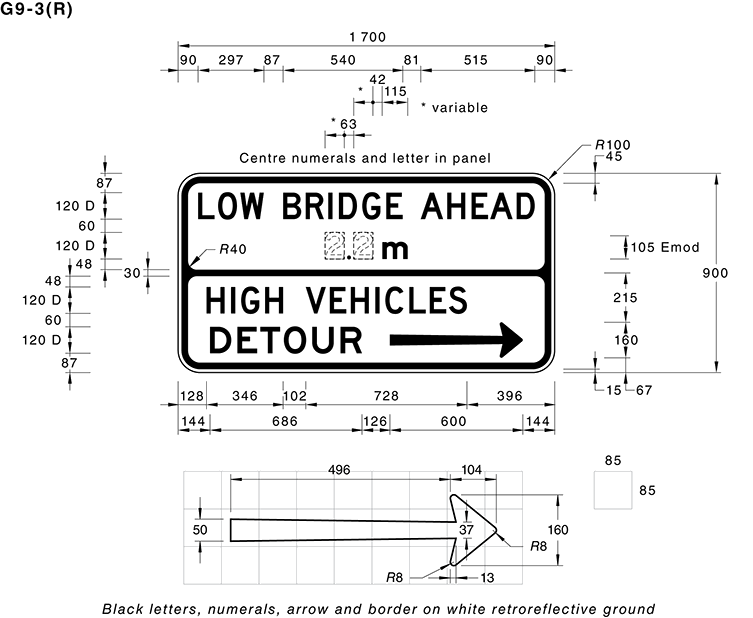 G9-3(R)
1 700
90 297 87 540 81 515 90
42
* 115
* variable
* 63
Centre numerals and letter in panel
R100
45
87
120 D
60
120 D
48
48
120 D
60
120 D
87
30
R40
LOW BRIDGE AHEAD
2.2 m
HIGH VEHICLES
DETOUR
105 Emod
900
215
160
15 67
128 346 102 728 396
144 686 126 600 144
496 104
50
37
160
R8
R8
13
85
85
Black letters, numerals, arrow and border on white retroreflective ground